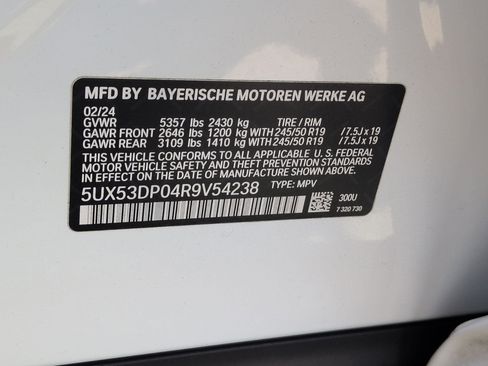 MFD BY BAYERISCHE MOTOREN WERKE AG
02/24
GVWR 5357 lbs 2430 kg TIRE / RIM
GAWR FRONT 2646 lbs 1200 kg WITH 245/50 R19 /7.5J x 19
GAWR REAR 3109 lbs 1410 kg WITH 245/50 R19 /7.5J x 19
THIS VEHICLE CONFORMS TO ALL APPLICABLE U.S. FEDERAL
MOTOR VEHICLE SAFETY AND THEFT PREVENTION STANDARDS
IN EFFECT ON THE DATE OF MANUFACTURE SHOWN ABOVE.
5UX53DP04R9V54238 TYPE: MPV
300U
7 320 730